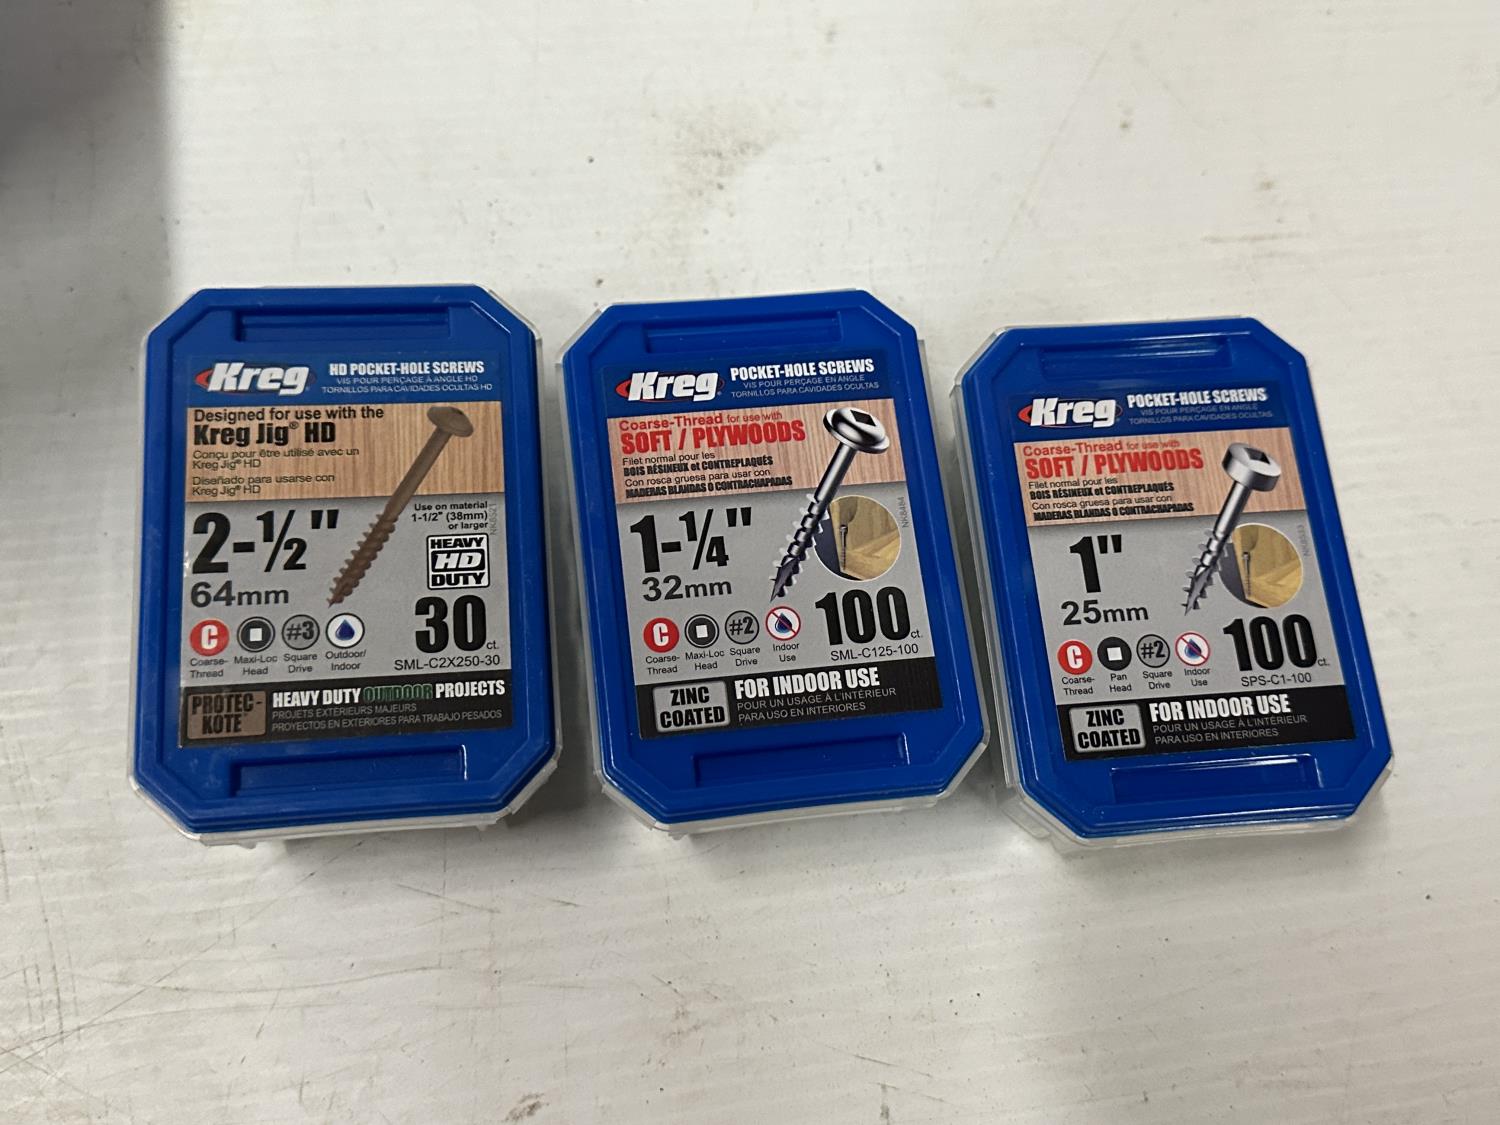 Kreg
HD POCKET-HOLE SCREWS
VIS POUR PERÇAGE À ANGLE HD
TORNILLOS PARA CAVIDADES OCULTAS HD
Designed for use with the
Kreg Jig® HD
Conçu pour être utilisé avec un
Kreg Jig® HD
Diseñado para usarse con
Kreg Jig® HD
Use on material
1-1/2" (38mm)
or larger
2-½"
64mm
HEAVY
HD
DUTY
30 ct.
SML-C2X250-30
C
Coarse-
Thread
Maxi-Loc
Head
#3
Square
Drive
Outdoor/
Indoor
PROTEC-
KOTE™
HEAVY DUTY OUTDOOR PROJECTS
PROJETS EXTÉRIEURS MAJEURS
PROYECTOS EN EXTERIORES PARA TRABAJO PESADOS
Kreg
POCKET-HOLE SCREWS
VIS POUR PERÇAGE EN ANGLE
TORNILLOS PARA CAVIDADES OCULTAS
Coarse-Thread for use with
SOFT / PLYWOODS
Filet normal pour les
BOIS RÉSINEUX et CONTREPLAQUÉS
Con rosca gruesa para usar con
MADERAS BLANDAS O CONTRACHAPADAS
1-¼"
32mm
NK8484
100 ct.
SML-C125-100
C
Coarse-
Thread
Maxi-Loc
Head
#2
Square
Drive
Indoor
Use
ZINC
COATED
FOR INDOOR USE
POUR UN USAGE À L'INTÉRIEUR
PARA USO EN INTERIORES
Kreg
POCKET-HOLE SCREWS
VIS POUR PERÇAGE EN ANGLE
TORNILLOS PARA CAVIDADES OCULTAS
Coarse-Thread for use with
SOFT / PLYWOODS
Filet normal pour les
BOIS RÉSINEUX et CONTREPLAQUÉS
Con rosca gruesa para usar con
MADERAS BLANDAS O CONTRACHAPADAS
1"
25mm
100 ct.
SPS-C1-100
C
Coarse-
Thread
Pan
Head
#2
Square
Drive
Indoor
Use
ZINC
COATED
FOR INDOOR USE
POUR UN USAGE À L'INTÉRIEUR
PARA USO EN INTERIORES